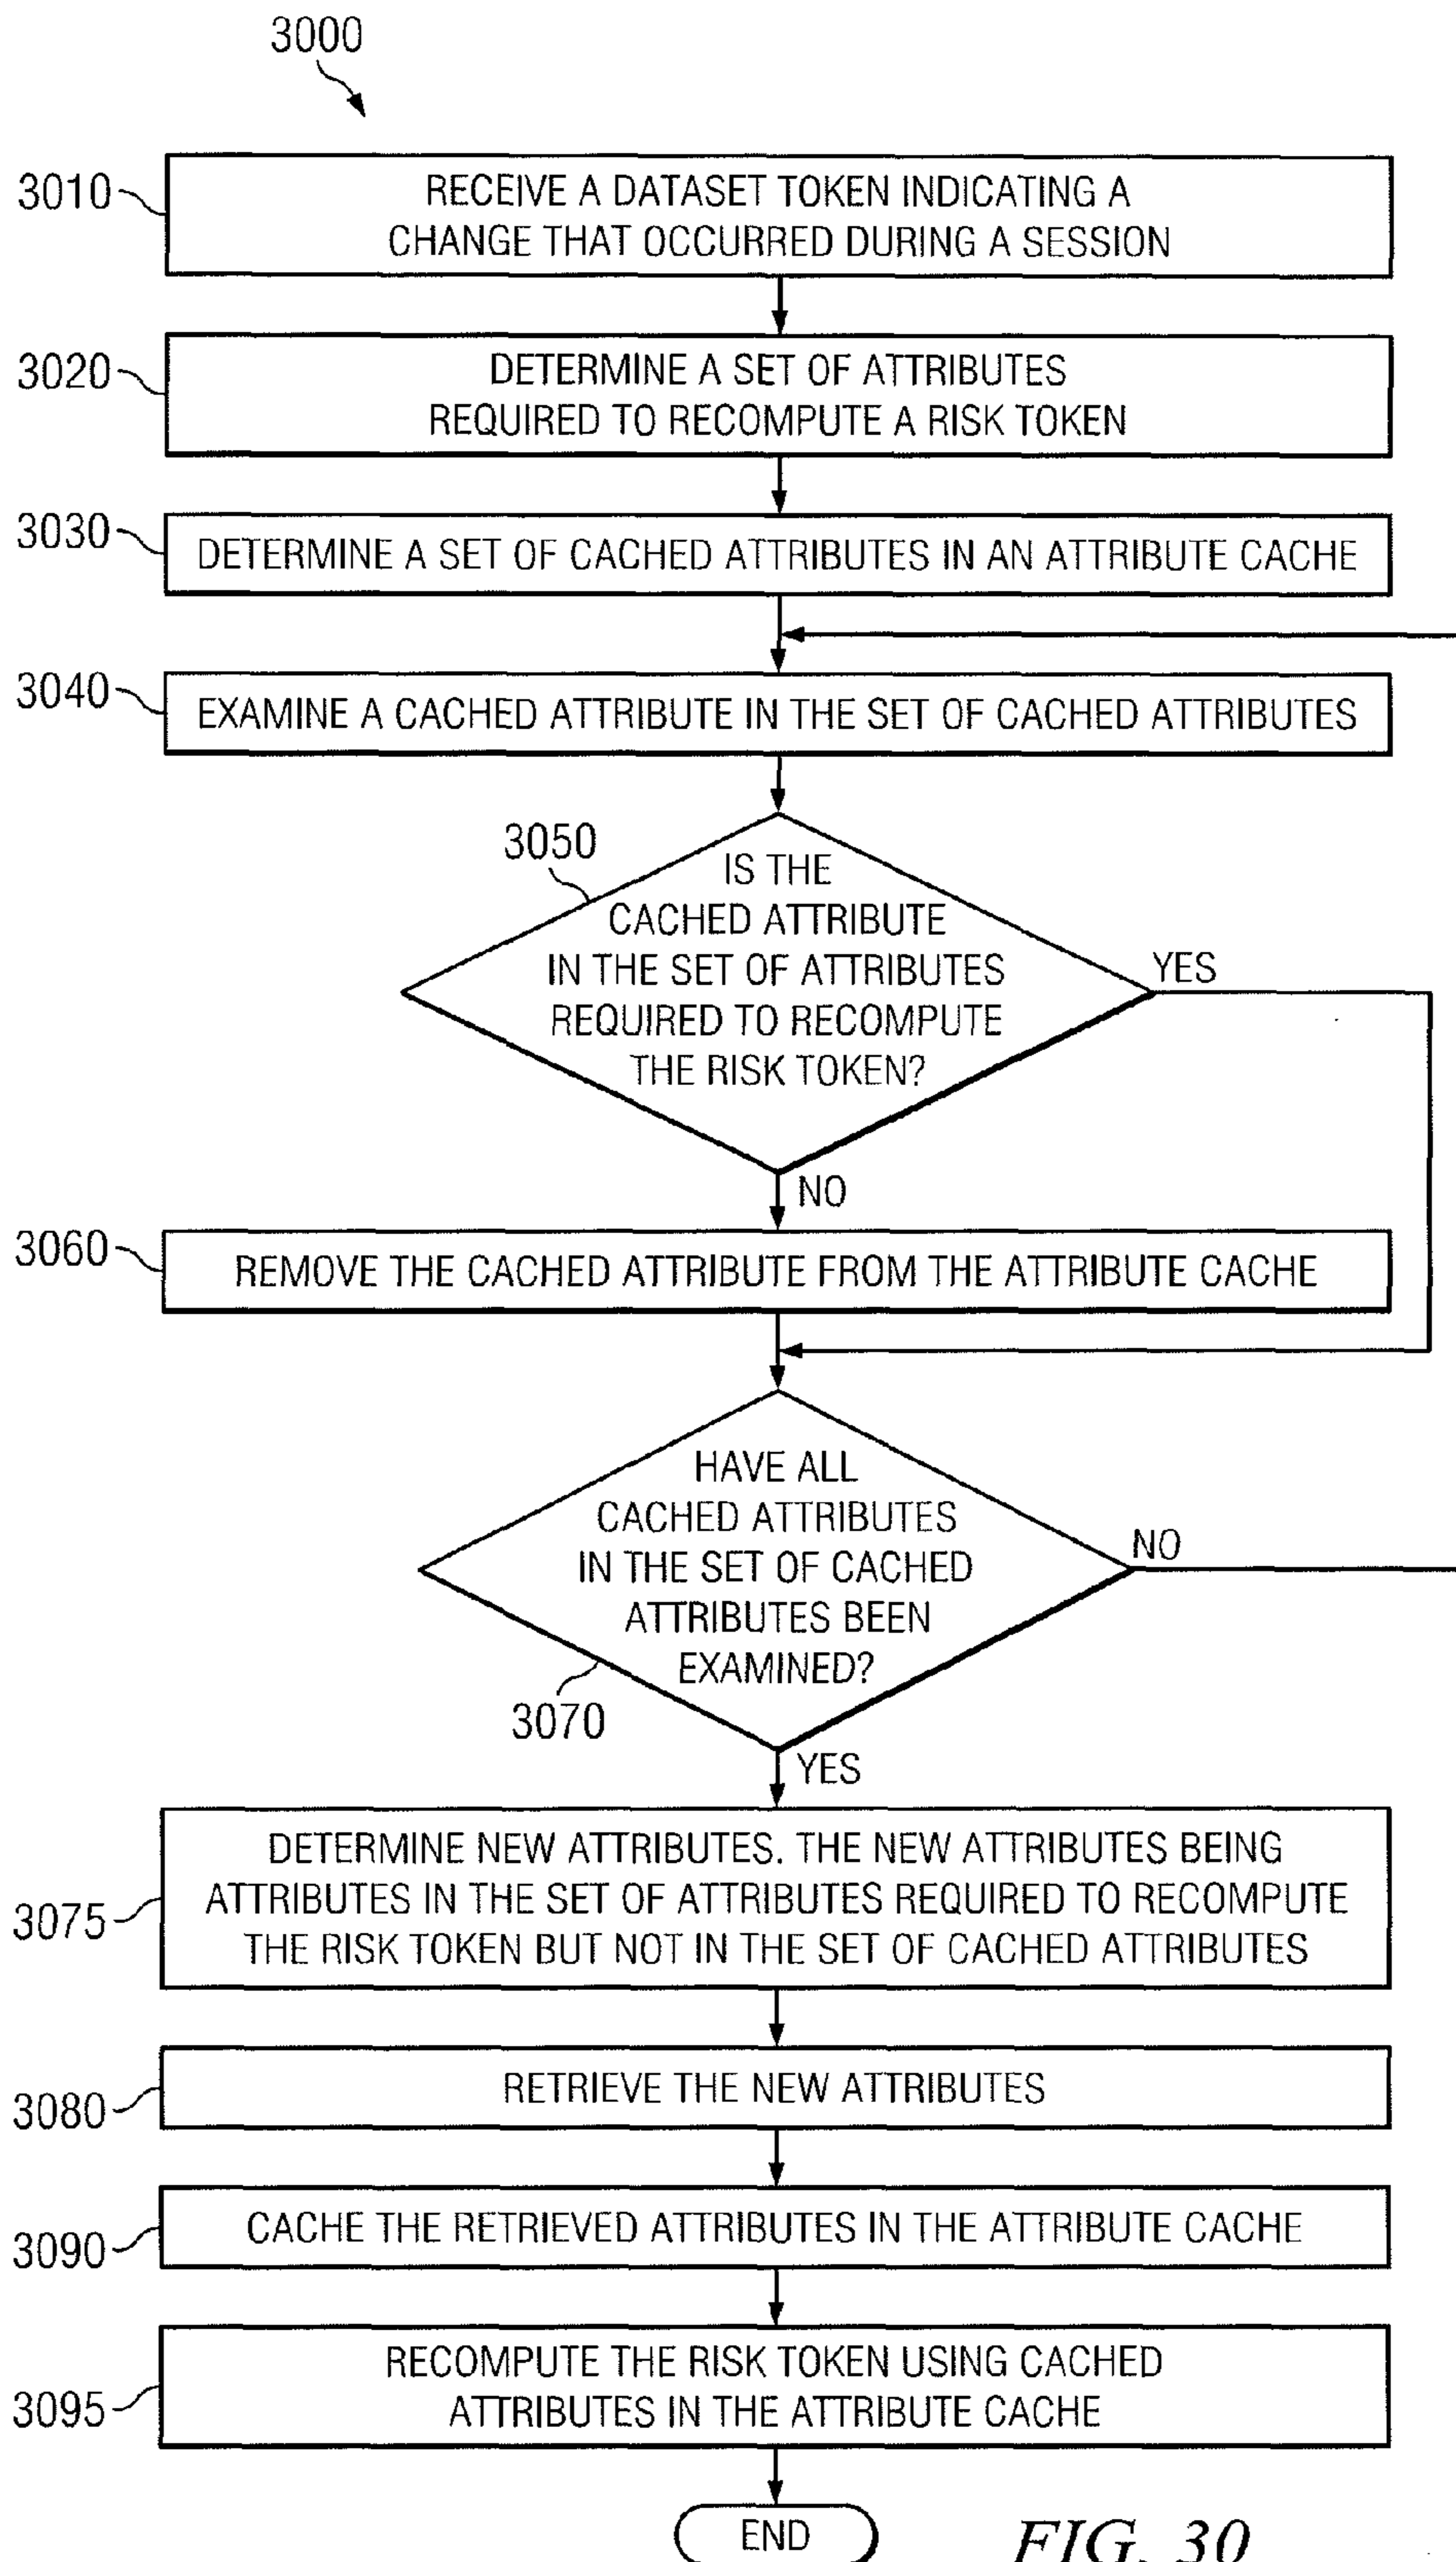 3000
3010
RECEIVE A DATASET TOKEN INDICATING A
CHANGE THAT OCCURRED DURING A SESSION
3020
DETERMINE A SET OF ATTRIBUTES
REQUIRED TO RECOMPUTE A RISK TOKEN
3030
DETERMINE A SET OF CACHED ATTRIBUTES IN AN ATTRIBUTE CACHE
3040
EXAMINE A CACHED ATTRIBUTE IN THE SET OF CACHED ATTRIBUTES
3050
IS THE
CACHED ATTRIBUTE
IN THE SET OF ATTRIBUTES
REQUIRED TO RECOMPUTE
THE RISK TOKEN?
YES
NO
3060
REMOVE THE CACHED ATTRIBUTE FROM THE ATTRIBUTE CACHE
HAVE ALL
CACHED ATTRIBUTES
IN THE SET OF CACHED
ATTRIBUTES BEEN
EXAMINED?
NO
3070
YES
3075
DETERMINE NEW ATTRIBUTES. THE NEW ATTRIBUTES BEING
ATTRIBUTES IN THE SET OF ATTRIBUTES REQUIRED TO RECOMPUTE
THE RISK TOKEN BUT NOT IN THE SET OF CACHED ATTRIBUTES
3080
RETRIEVE THE NEW ATTRIBUTES
3090
CACHE THE RETRIEVED ATTRIBUTES IN THE ATTRIBUTE CACHE
3095
RECOMPUTE THE RISK TOKEN USING CACHED
ATTRIBUTES IN THE ATTRIBUTE CACHE
END
FIG. 30